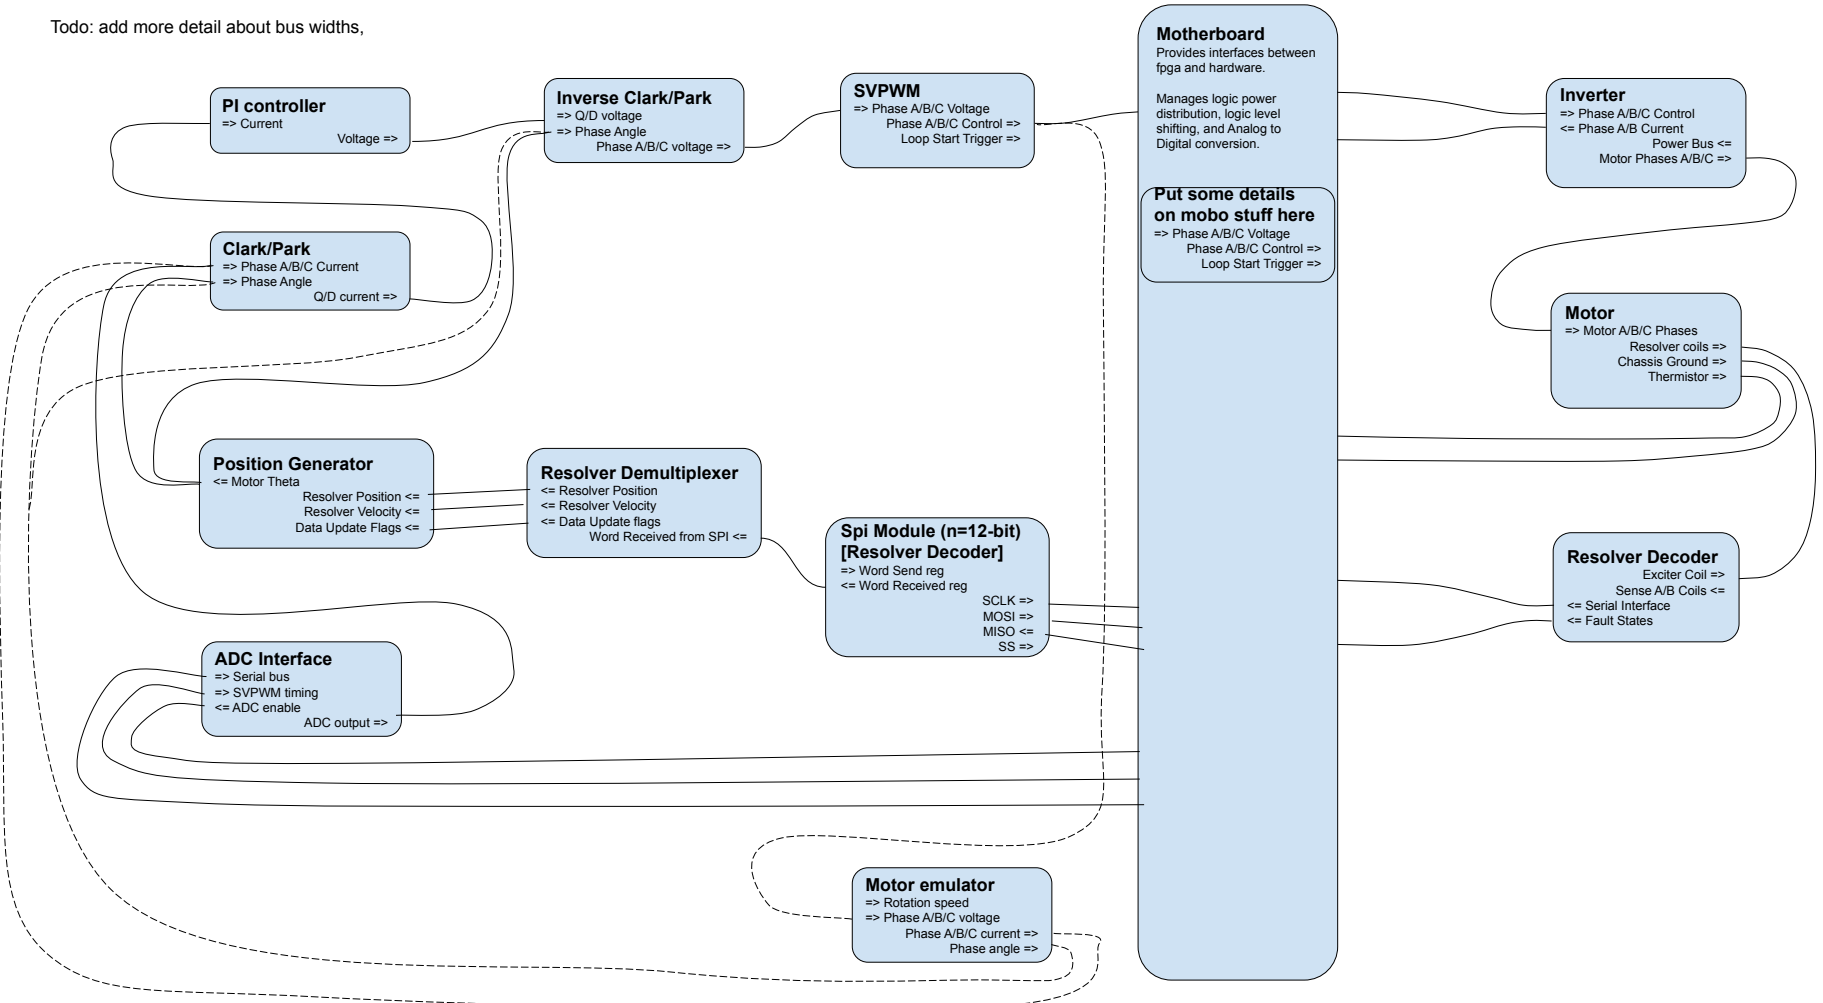 Todo: add more detail about bus widths,
PI controller
=> Current
Voltage =>
Inverse Clark/Park
=> Q/D voltage
=> Phase Angle
Phase A/B/C voltage =>
SVPWM
=> Phase A/B/C Voltage
Phase A/B/C Control =>
Loop Start Trigger =>
Motherboard
Provides interfaces between
fpga and hardware.
Manages logic power
distribution, logic level
shifting, and Analog to
Digital conversion.
Put some details
on mobo stuff here
=> Phase A/B/C Voltage
Phase A/B/C Control =>
Loop Start Trigger =>
Inverter
=> Phase A/B/C Control
<= Phase A/B Current
Power Bus <=
Motor Phases A/B/C =>
Clark/Park
=> Phase A/B/C Current
=> Phase Angle
Q/D current =>
Motor
=> Motor A/B/C Phases
Resolver coils =>
Chassis Ground =>
Thermistor =>
Position Generator
<= Motor Theta
Resolver Position <=
Resolver Velocity <=
Data Update Flags <=
Resolver Demultiplexer
<= Resolver Position
<= Resolver Velocity
<= Data Update flags
Word Received from SPI <=
Spi Module (n=12-bit)
[Resolver Decoder]
=> Word Send reg
<= Word Received reg
SCLK =>
MOSI =>
MISO <=
SS =>
Resolver Decoder
Exciter Coil =>
Sense A/B Coils <=
<= Serial Interface
<= Fault States
ADC Interface
=> Serial bus
=> SVPWM timing
<= ADC enable
ADC output =>
Motor emulator
=> Rotation speed
=> Phase A/B/C voltage
Phase A/B/C current =>
Phase angle =>